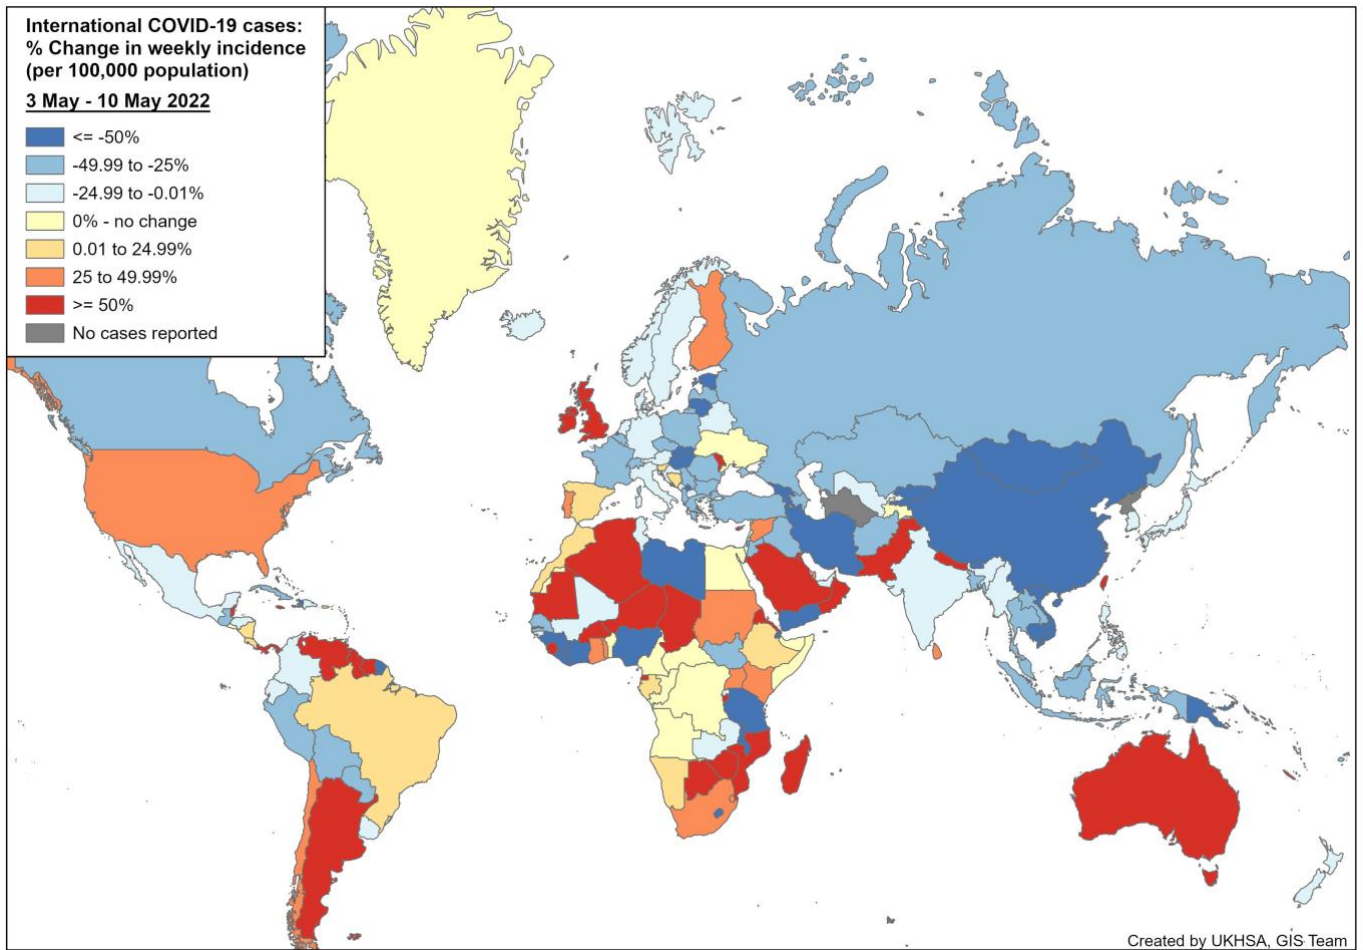 International COVID-19 cases:
% Change in weekly incidence
(per 100,000 population)
3 May - 10 May 2022
<= -50%
-49.99 to -25%
-24.99 to -0.01%
0% - no change
0.01 to 24.99%
25 to 49.99%
>= 50%
No cases reported
Created by UKHSA, GIS Team